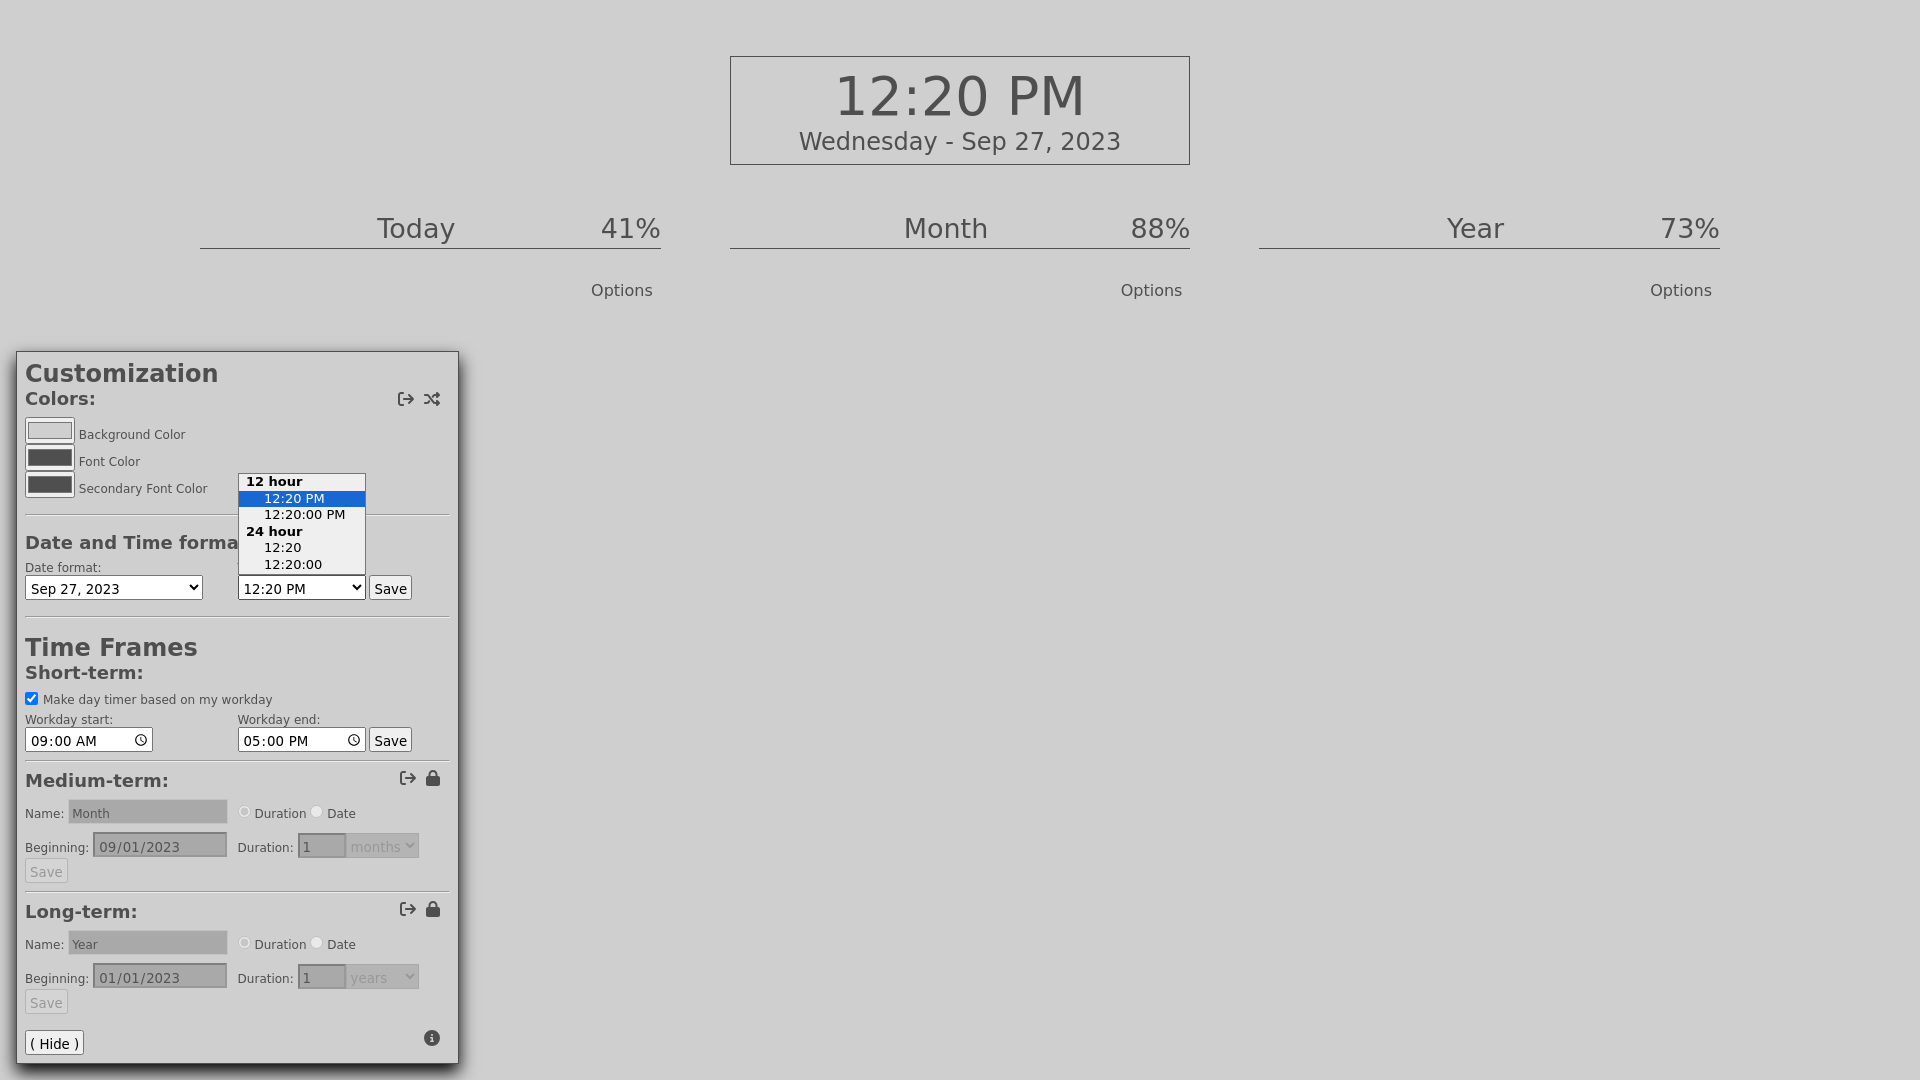 12:20 PM
Wednesday - Sep 27, 2023
Today 41%
Month 88%
Year 73%
Options
Options
Options
Customization
Colors:
Background Color
Font Color
Secondary Font Color
12 hour
12:20 PM
12:20:00 PM
24 hour
12:20
12:20:00
Date and Time forma
Date format:
Sep 27, 2023 12:20 PM Save
Time Frames
Short-term:
Make day timer based on my workday
Workday start: Workday end:
09:00 AM 05:00 PM Save
Medium-term:
Name: Month Duration Date
Beginning: 09/01/2023 Duration: 1 months
Save
Long-term:
Name: Year Duration Date
Beginning: 01/01/2023 Duration: 1 years
Save
( Hide )